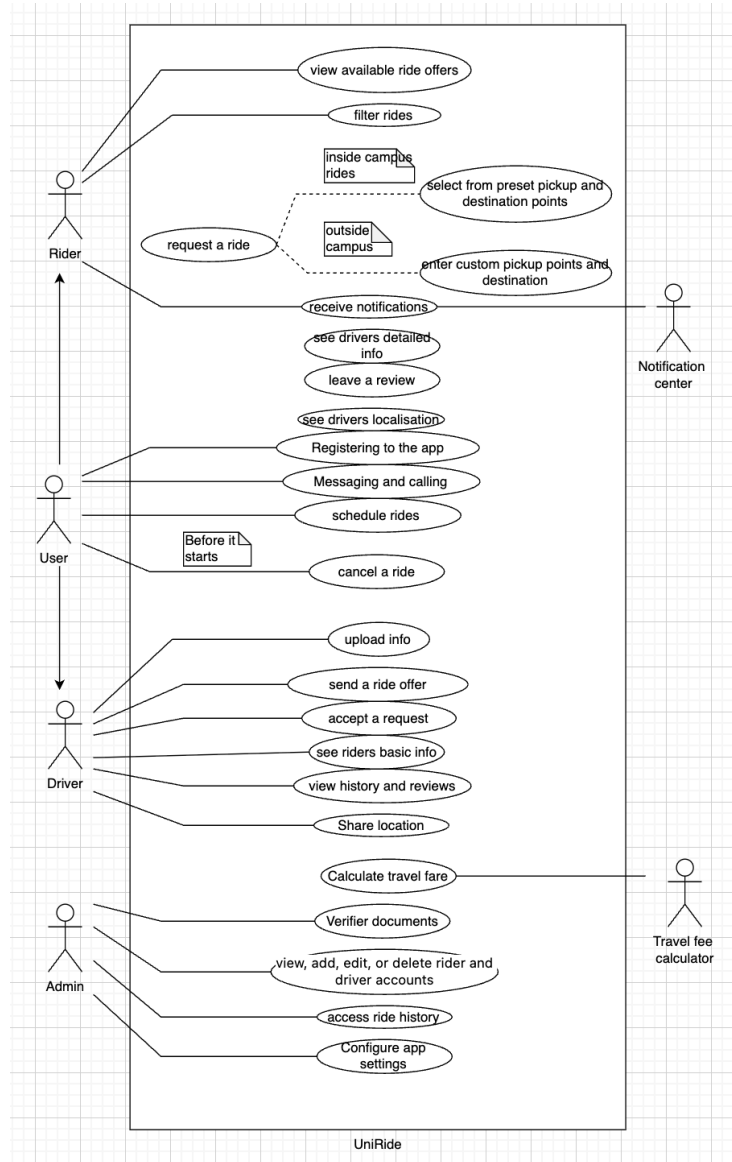 view available ride offers
filter rides
inside campus
rides
select from preset pickup and
destination points
Rider
request a ride
outside
campus
enter custom pickup points and
destination
receive notifications
Notification
center
see drivers detailed
info
leave a review
see drivers localisation
Registering to the app
Messaging and calling
schedule rides
User
Before it
starts
cancel a ride
upload info
send a ride offer
accept a request
see riders basic info
Driver
view history and reviews
Share location
Calculate travel fare
Verifier documents
Travel fee
calculator
view, add, edit, or delete rider and
driver accounts
Admin
access ride history
Configure app
settings
UniRide